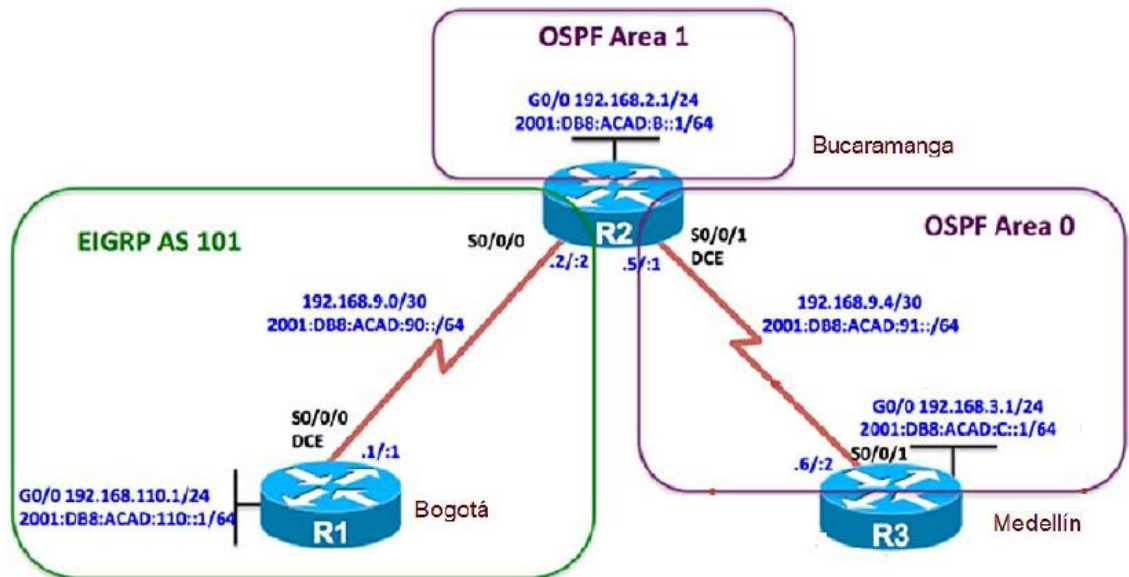 OSPF Area 1
G0/0 192.168.2.1/24
2001:DB8:ACAD:B::1/64
Bucaramanga
EIGRP AS 101
S0/0/0
R2
S0/0/1
DCE
OSPF Area 0
.2/:2
.5/:1
192.168.9.0/30
2001:DB8:ACAD:90::/64
192.168.9.4/30
2001:DB8:ACAD:91::/64
S0/0/0
DCE
.1/:1
G0/0 192.168.3.1/24
2001:DB8:ACAD:C::1/64
.6/:2
S0/0/1
G0/0 192.168.110.1/24
2001:DB8:ACAD:110::1/64
R1
Bogotá
R3
Medellín